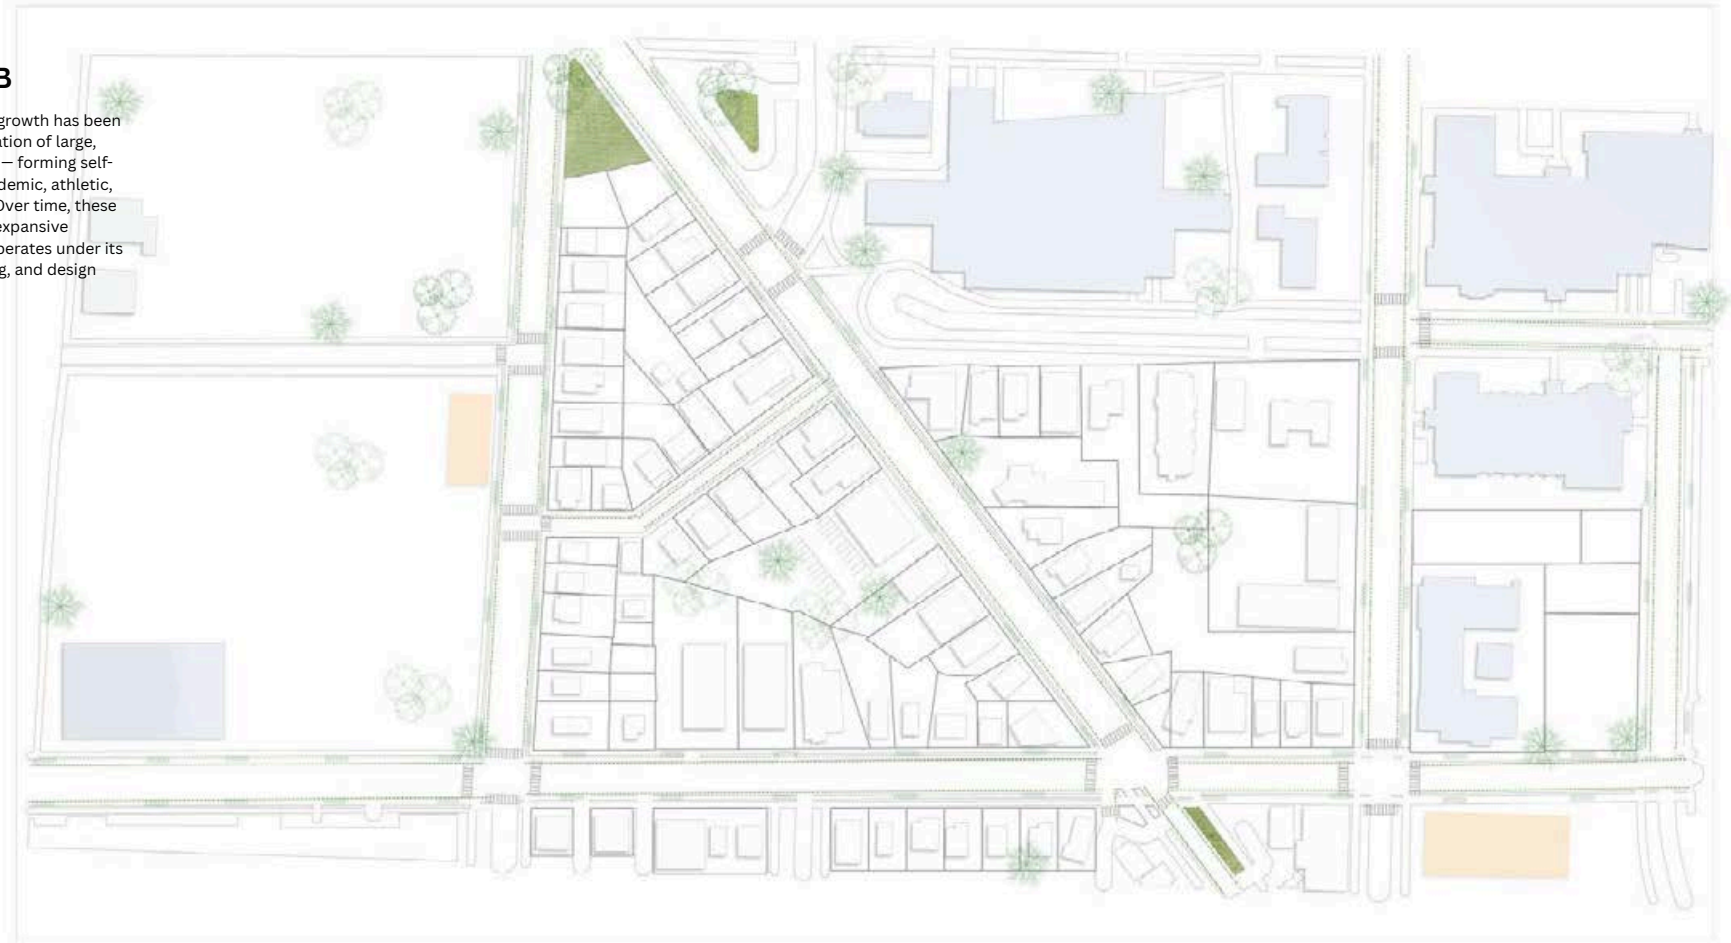 B
growth has been
ation of large,
— forming self-
demic, athletic,
Over time, these
expansive
perates under its
g, and design